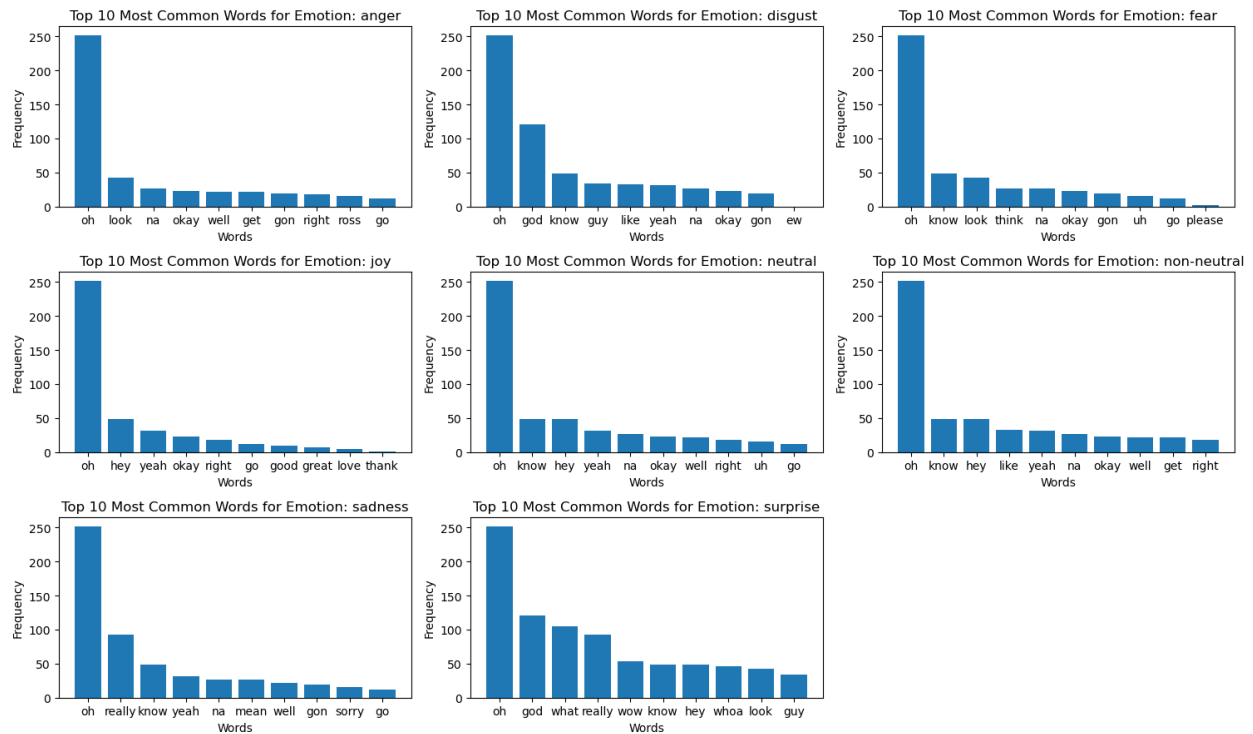 Top 10 Most Common Words for Emotion: anger
Frequency
250
200
150
100
50
0
oh look na okay well get gon right ross go
Words
Top 10 Most Common Words for Emotion: disgust
Frequency
250
200
150
100
50
0
oh god know guy like yeah na okay gon ew
Words
Top 10 Most Common Words for Emotion: fear
Frequency
250
200
150
100
50
0
oh know look think na okay gon uh go please
Words
Top 10 Most Common Words for Emotion: joy
Frequency
250
200
150
100
50
0
oh hey yeah okay right go good great love thank
Words
Top 10 Most Common Words for Emotion: neutral
Frequency
250
200
150
100
50
0
oh know hey yeah na okay well right uh go
Words
Top 10 Most Common Words for Emotion: non-neutral
Frequency
250
200
150
100
50
0
oh know hey like yeah na okay well get right
Words
Top 10 Most Common Words for Emotion: sadness
Frequency
250
200
150
100
50
0
oh really know yeah na mean well gon sorry go
Words
Top 10 Most Common Words for Emotion: surprise
Frequency
250
200
150
100
50
0
oh god what really wow know hey whoa look guy
Words